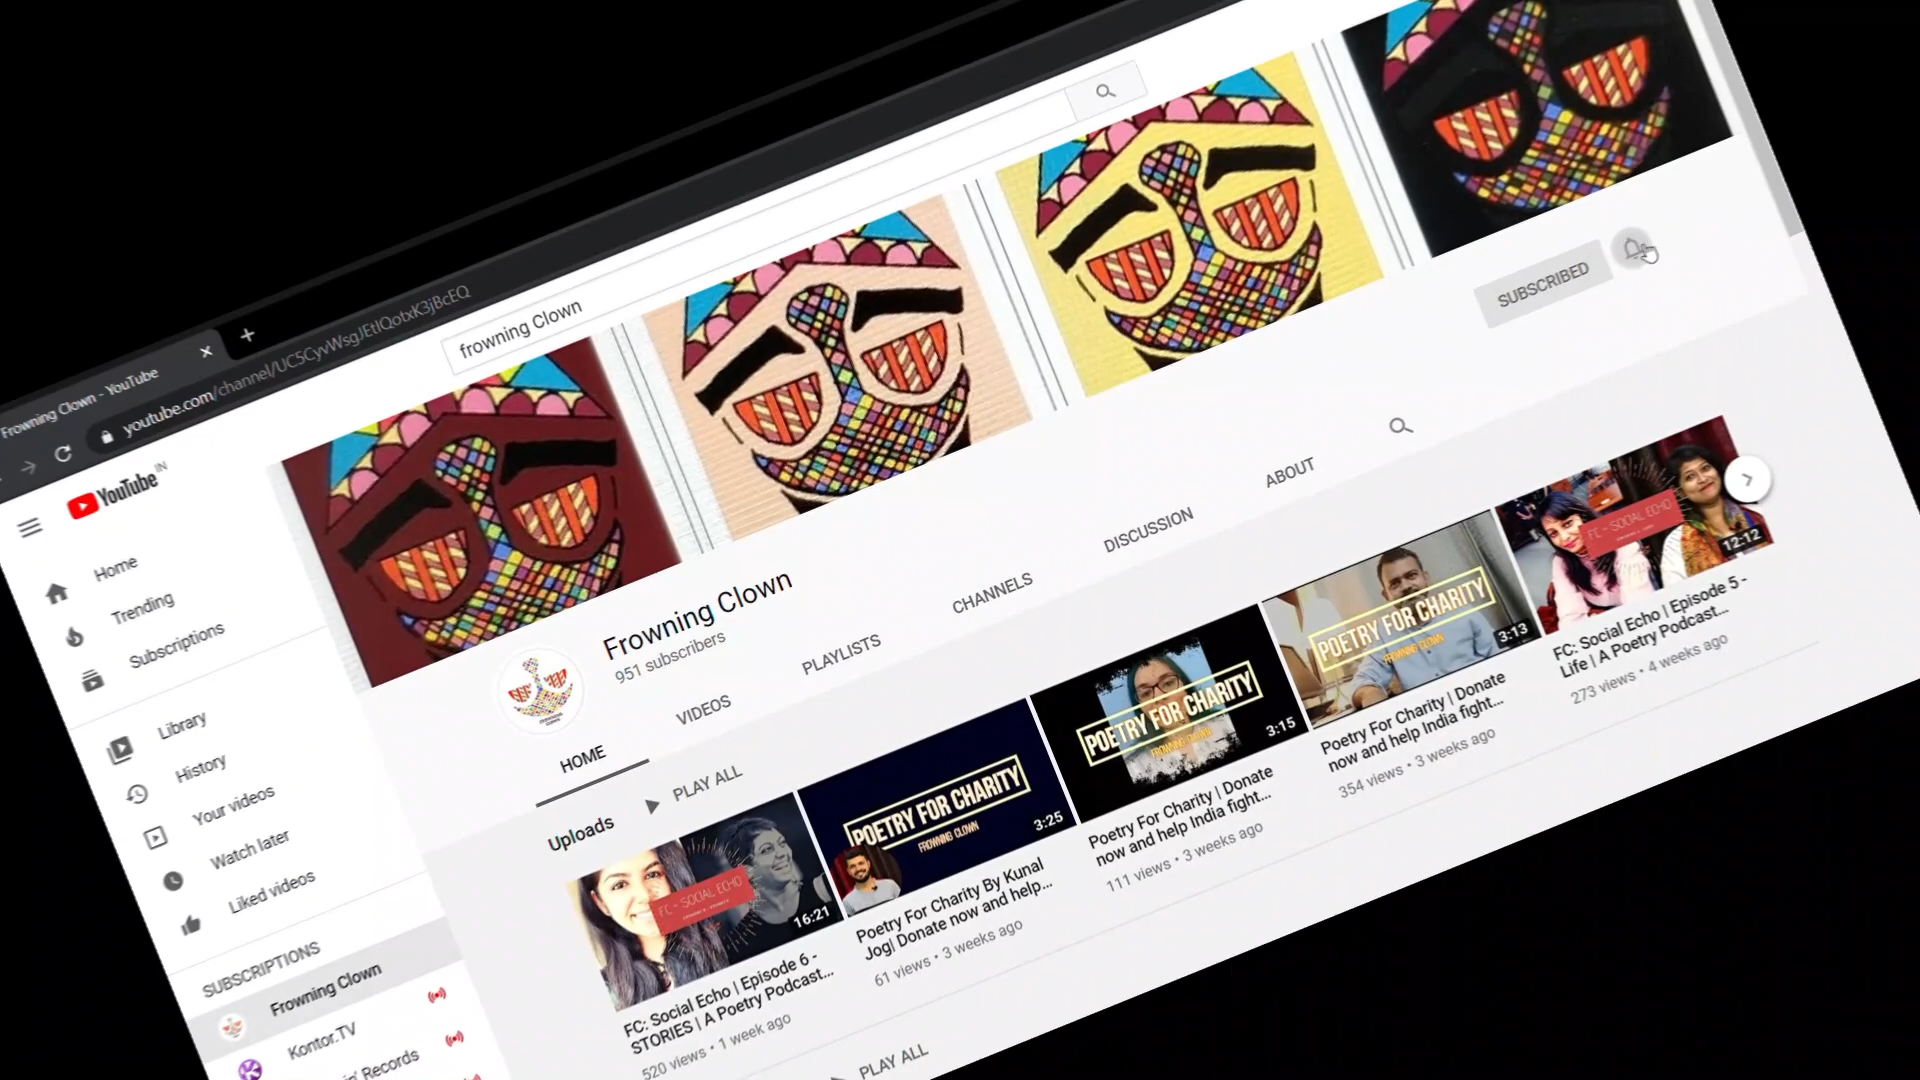 Frowning Clown - YouTube
youtube.com/channel/UC5CyvWsgJEtIQotxK3jBcEQ
YouTube IN
frowning Clown
Home
Trending
Subscriptions
Library
History
Your videos
Watch later
Liked videos
SUBSCRIPTIONS
Frowning Clown
Kontor.TV
Records
Frowning Clown
951 subscribers
SUBSCRIBED
HOME
VIDEOS
PLAYLISTS
CHANNELS
DISCUSSION
ABOUT
Uploads
PLAY ALL
FC - SOCIAL ECHO
16:21
FC: Social Echo | Episode 6 -
STORIES | A Poetry Podcast...
520 views • 1 week ago
POETRY FOR CHARITY
FROWNING CLOWN
3:25
Poetry For Charity By Kunal
Jog| Donate now and help...
61 views • 3 weeks ago
POETRY FOR CHARITY
FROWNING CLOWN
3:15
Poetry For Charity | Donate
now and help India fight...
111 views • 3 weeks ago
POETRY FOR CHARITY
FROWNING CLOWN
3:13
Poetry For Charity | Donate
now and help India fight...
354 views • 3 weeks ago
FC - SOCIAL ECHO
12:12
FC: Social Echo | Episode 5 -
Life | A Poetry Podcast...
273 views • 4 weeks ago
PLAY ALL